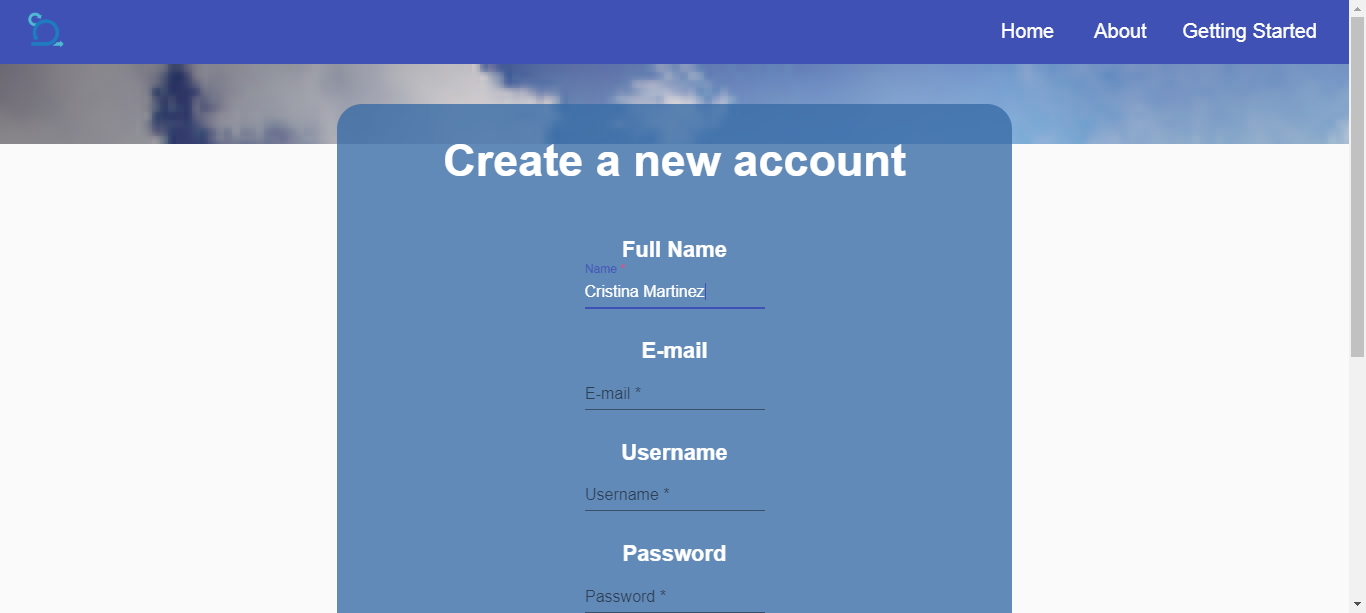 Home About Getting Started
Create a new account
Full Name
Name *
Cristina Martinez
E-mail
E-mail *
Username
Username *
Password
Password *